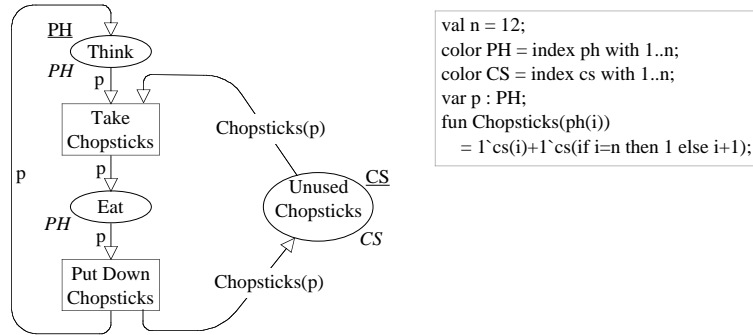 PH
Think
PH
p
Take
Chopsticks
p
p
Eat
PH
p
Put Down
Chopsticks
Chopsticks(p)
CS
Unused
Chopsticks
CS
Chopsticks(p)
val n = 12;
color PH = index ph with 1..n;
color CS = index cs with 1..n;
var p : PH;
fun Chopsticks(ph(i))
= 1`cs(i)+1`cs(if i=n then 1 else i+1);